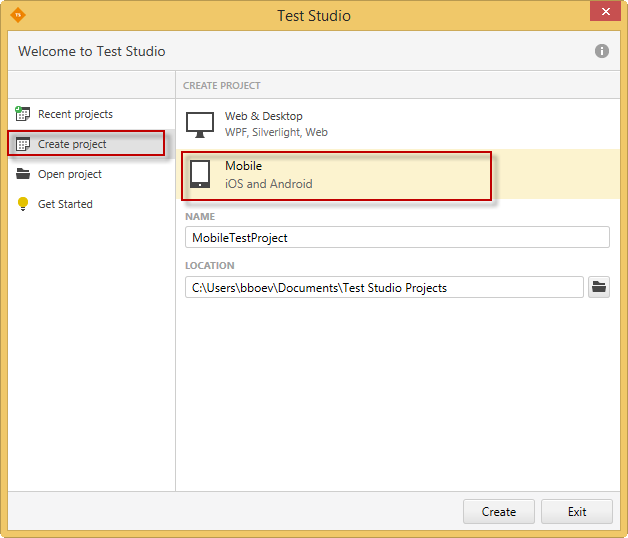 TS
Test Studio
Welcome to Test Studio
Recent projects
Create project
Open project
Get Started
CREATE PROJECT
Web & Desktop
WPF, Silverlight, Web
Mobile
iOS and Android
NAME
MobileTestProject
LOCATION
C:\Users\bboev\Documents\Test Studio Projects
Create
Exit